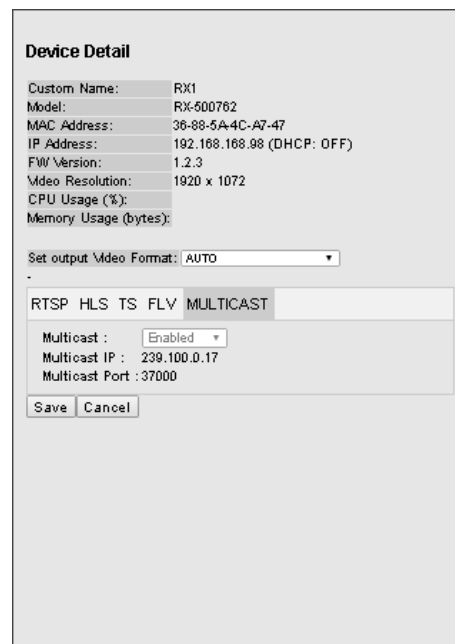 Device Detail
Custom Name: RX1
Model: RX-500762
MAC Address: 36-88-5A-4C-A7-47
IP Address: 192.168.168.98 (DHCP: OFF)
FW Version: 1.2.3
Video Resolution: 1920 x 1072
CPU Usage (%):
Memory Usage (bytes):
Set output Video Format: AUTO
-
RTSP HLS TS FLV MULTICAST
Multicast : Enabled
Multicast IP : 239.100.0.17
Multicast Port : 37000
Save Cancel